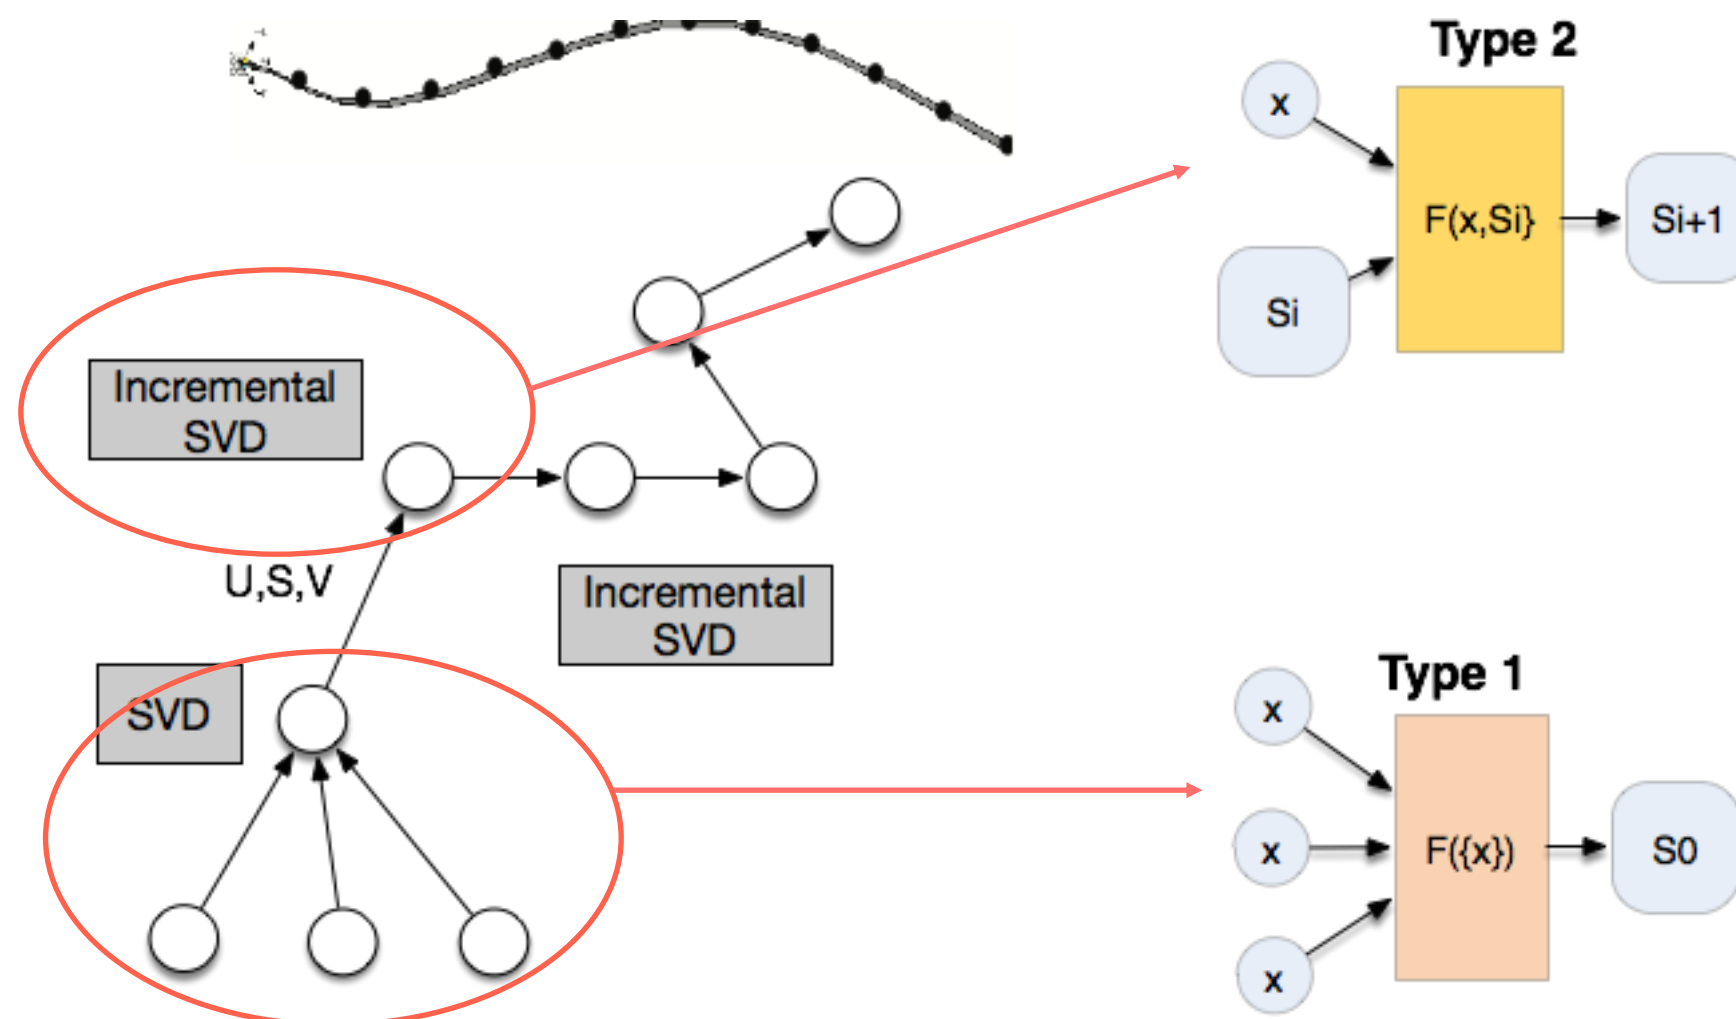 Type 2
x
F(x,Si}
Si+1
Si
Incremental
SVD
U,S,V
Incremental
SVD
SVD
Type 1
x
x
F({x})
S0
x